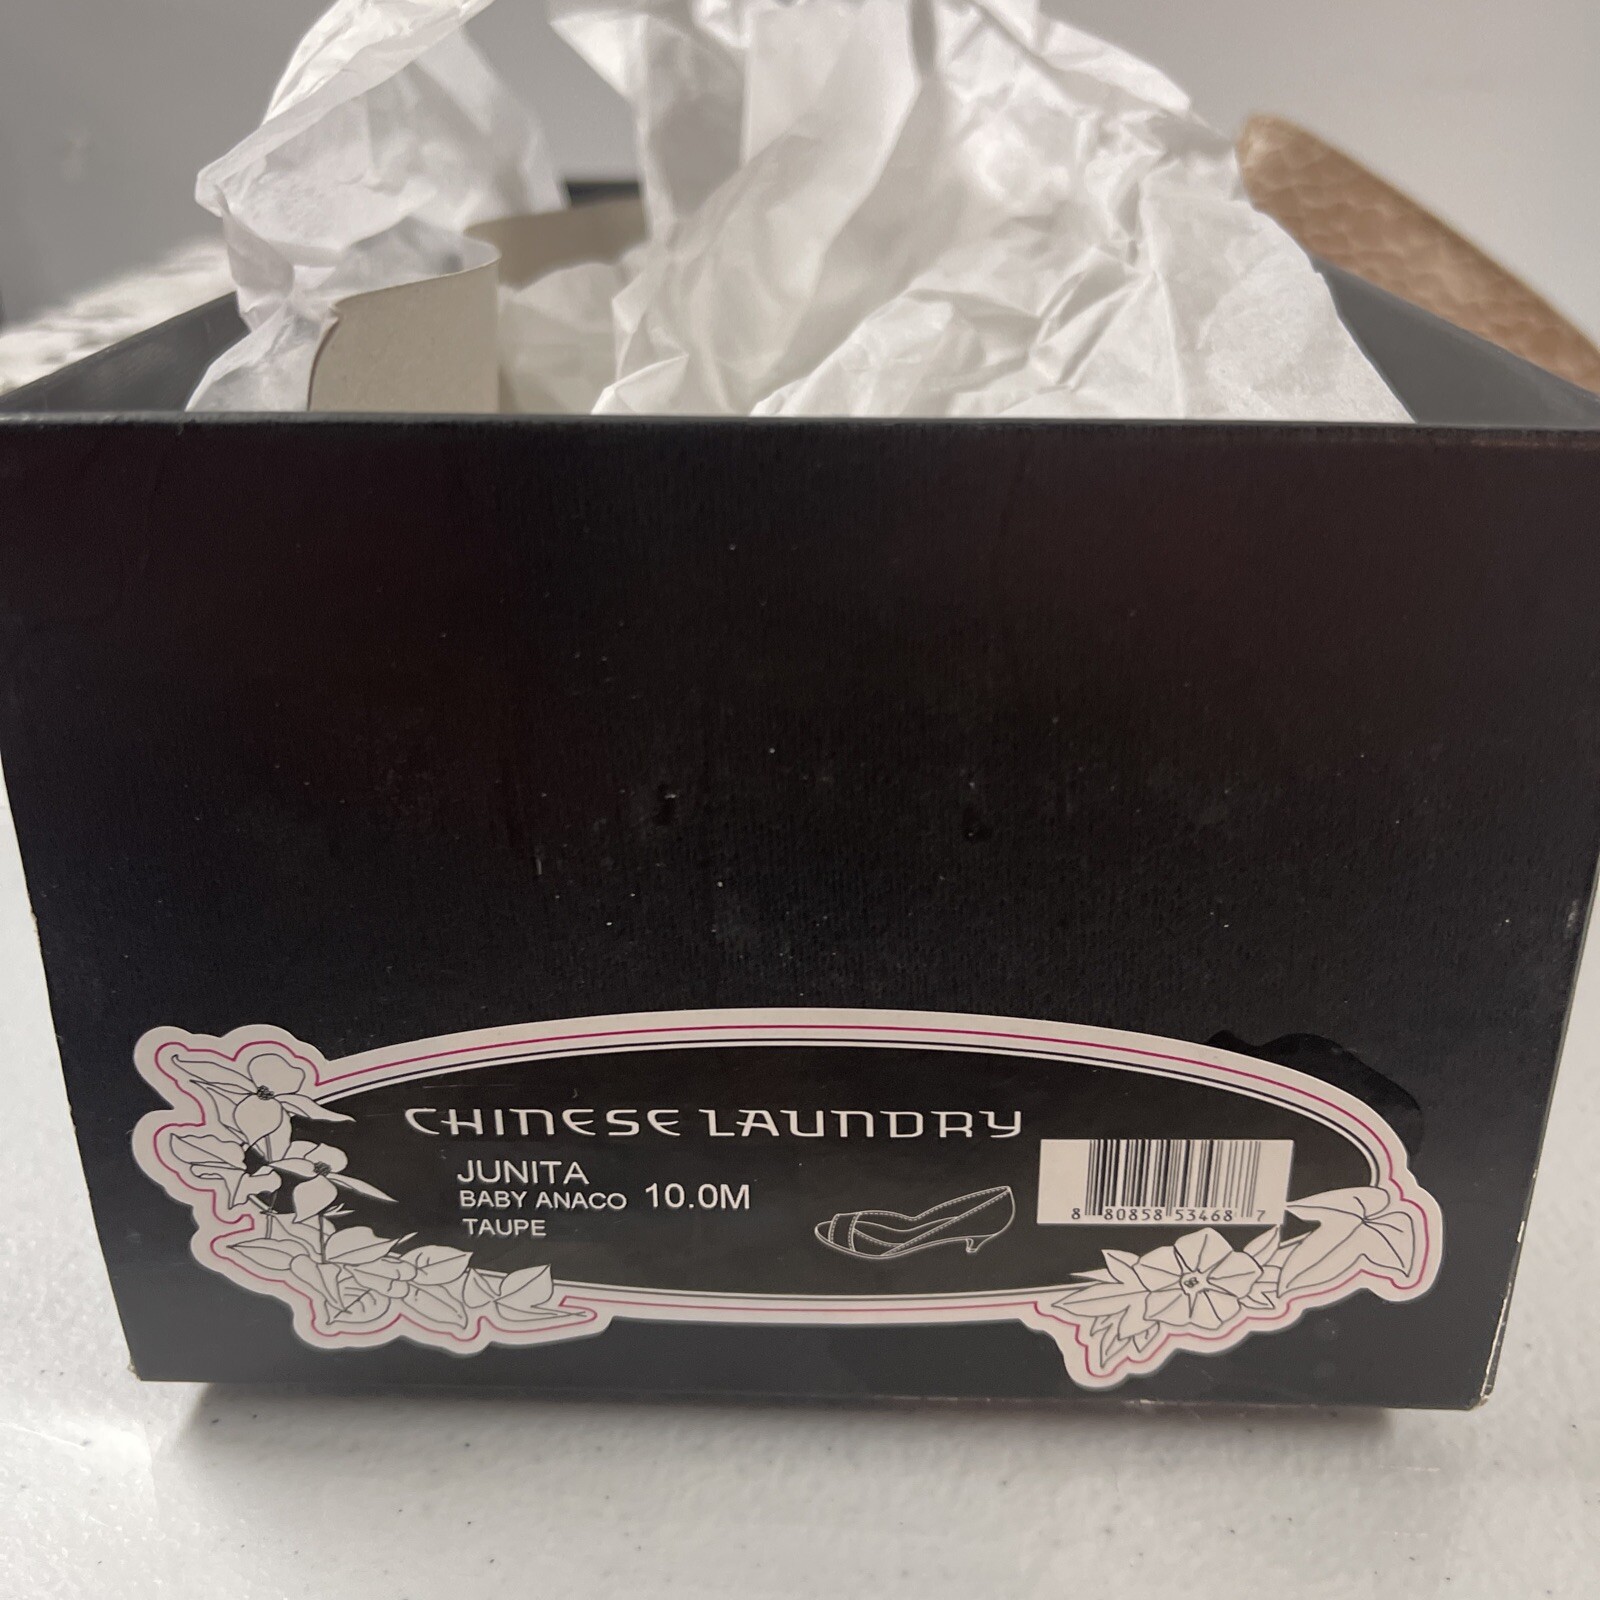 CHINESE LAUNDRY
JUNITA
BABY ANACO 10.0M
TAUPE
8 80858 53468 7